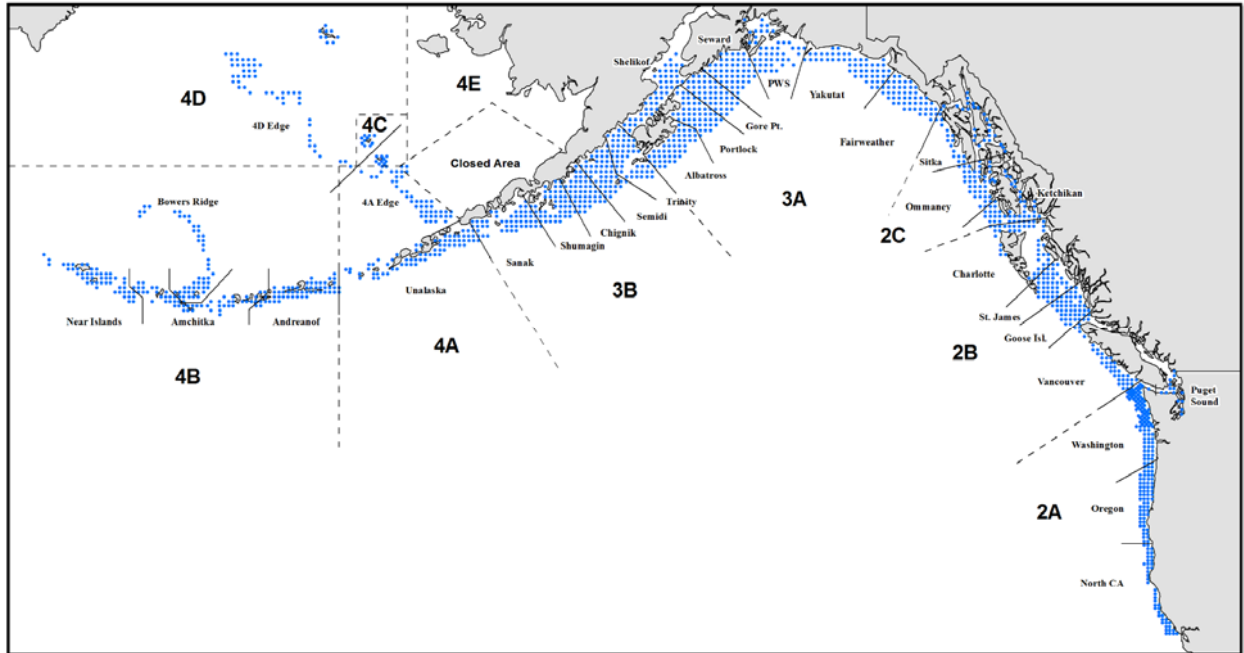 Seward
Shelikof
4E
PWS
4D
Yakutat
4D Edge
4C
Gore Pt.
Fairweather
Portlock
Closed Area
Sitka
Albatross
Ketchikan
4A Edge
3A
Bowers Ridge
Trinity
Ommaney
Semidi
Chignik
2C
Shumagin
Sanak
Charlotte
Unalaska
3B
St. James
Near Islands
Amchitka
Andreanof
Goose Isl.
4A
2B
4B
Vancouver
Puget
Sound
Washington
2A
Oregon
North CA